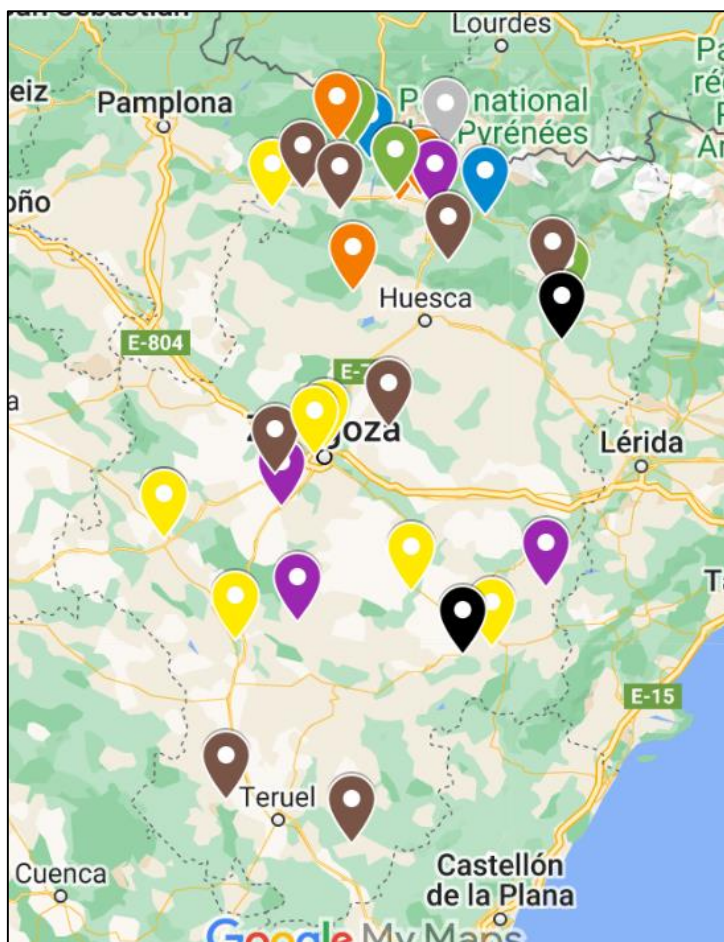 Lourdes
Pamplona
national
Pyrénées
Huesca
E-804
Lérida
E-15
Teruel
Cuenca
Castellón
de la Plana
Google My Maps